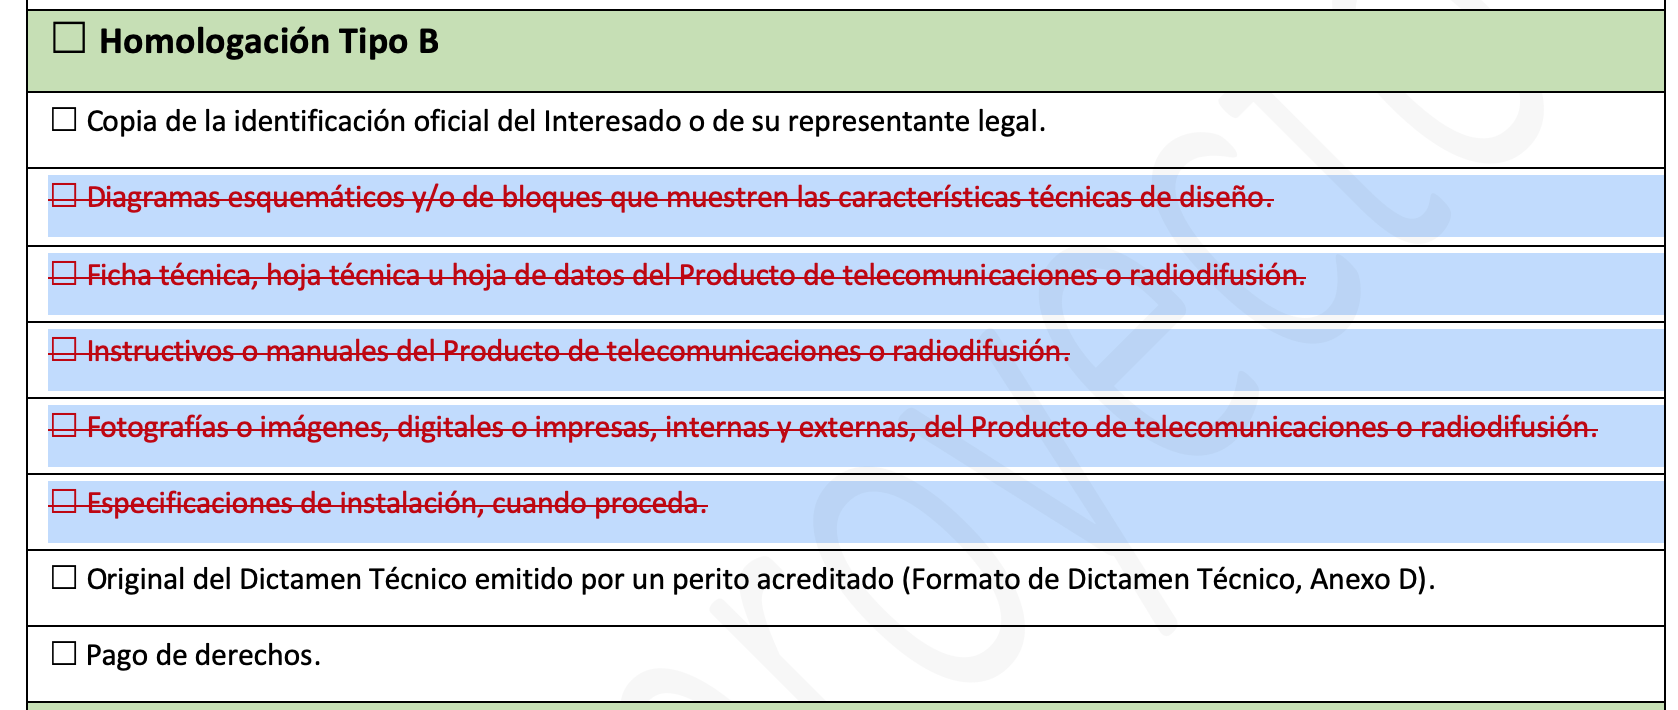 ☐ Homologación Tipo B
☐ Copia de la identificación oficial del Interesado o de su representante legal.
☐ Diagramas esquemáticos y/o de bloques que muestren las características técnicas de diseño.
☐ Ficha técnica, hoja técnica u hoja de datos del Producto de telecomunicaciones o radiodifusión.
☐ Instructivos o manuales del Producto de telecomunicaciones o radiodifusión.
☐ Fotografías o imágenes, digitales o impresas, internas y externas, del Producto de telecomunicaciones o radiodifusión.
☐ Especificaciones de instalación, cuando proceda.
☐ Original del Dictamen Técnico emitido por un perito acreditado (Formato de Dictamen Técnico, Anexo D).
☐ Pago de derechos.
royecto